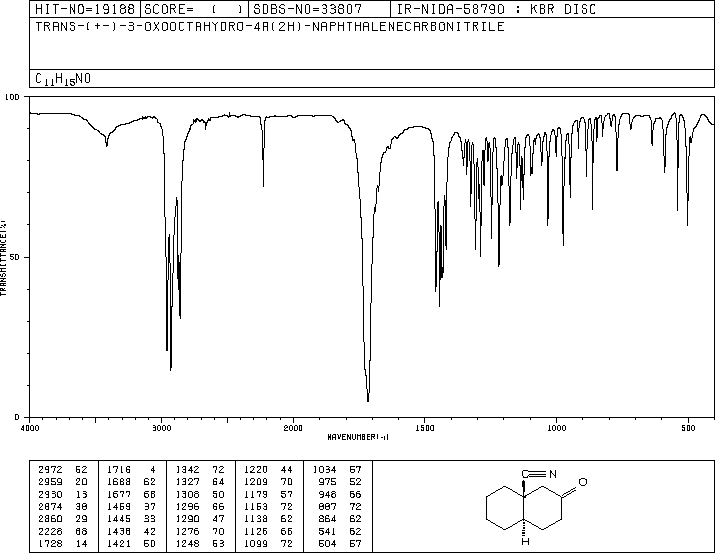 HIT-NO=19188 SCORE= ( ) SDBS-NO=33807 IR-NIDA-58790 : KBR DISC
TRANS-(+-)-3-OXOOCTAHYDRO-4A(2H)-NAPHTHALENECARBONITRILE
C11H15NO
100
50
0
TRANSMITTANCE(%)
4000 3000 2000 1500 1000 500
WAVENUMBER(-1)
2972 52 1716 4 1342 72 1220 44 1034 57
2959 20 1688 62 1327 64 1209 70 975 52
2930 13 1677 66 1308 50 1179 57 948 66
2874 38 1459 37 1296 66 1153 72 887 72
2860 29 1445 33 1290 47 1138 62 864 62
2228 68 1438 42 1276 70 1126 66 541 62
1728 14 1421 50 1248 53 1099 72 504 57
C N
O
H